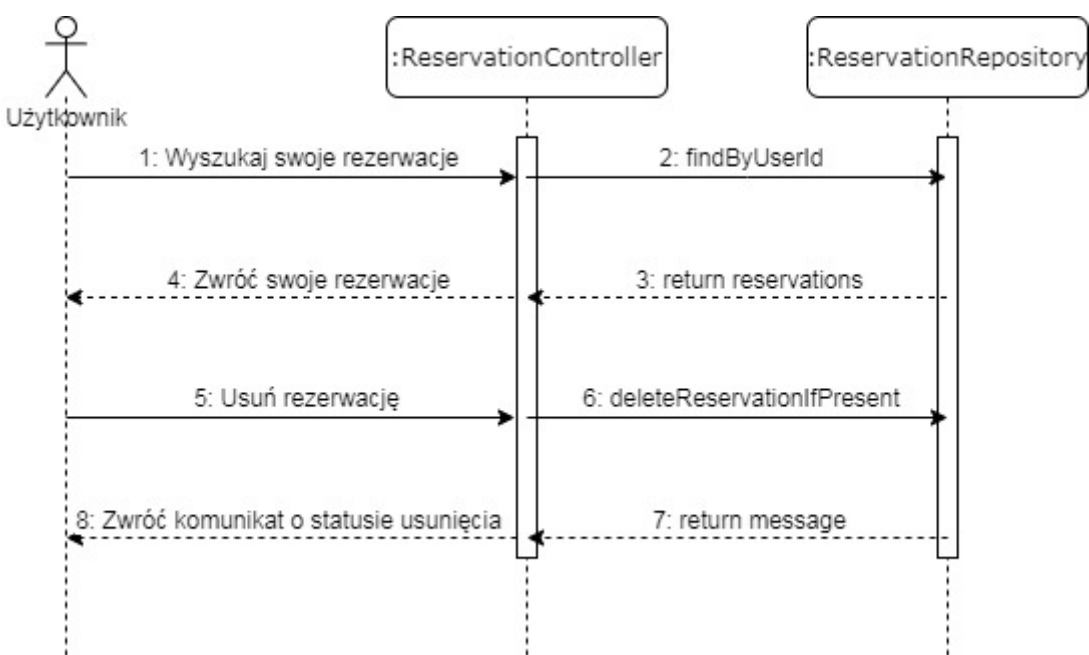 :ReservationController
:ReservationRepository
Użytkownik
1: Wyszukaj swoje rezerwacje
2: findByUserId
4: Zwróć swoje rezerwacje
3: return reservations
5: Usuń rezerwację
6: deleteReservationIfPresent
8: Zwróć komunikat o statusie usunięcia
7: return message